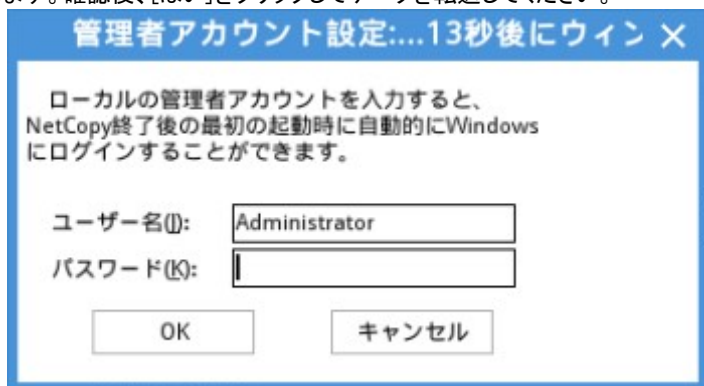 管理者アカウント設定:...13秒後にウィン ×
ローカルの管理者アカウントを入力すると、
NetCopy終了後の最初の起動時に自動的にWindows
にログインすることができます。
ユーザー名(J): Administrator
パスワード(K):
OK キャンセル